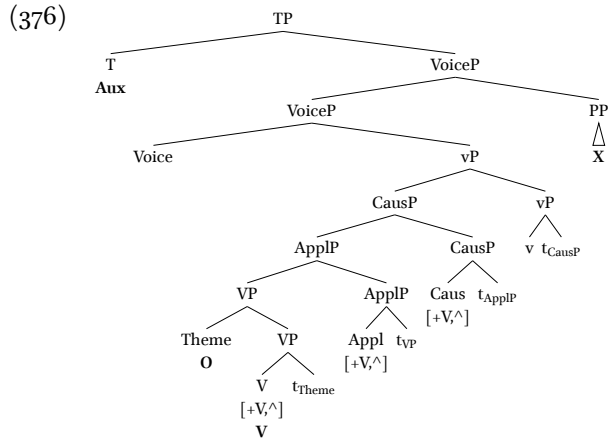 (376)
TP
T VoiceP
Aux
VoiceP PP
X
Voice vP
CausP vP
ApplP CausP v t_CausP
VP ApplP Caus t_ApplP
[+V,^]
Theme VP Appl t_VP
O [+V,^]
V t_Theme
[+V,^]
V